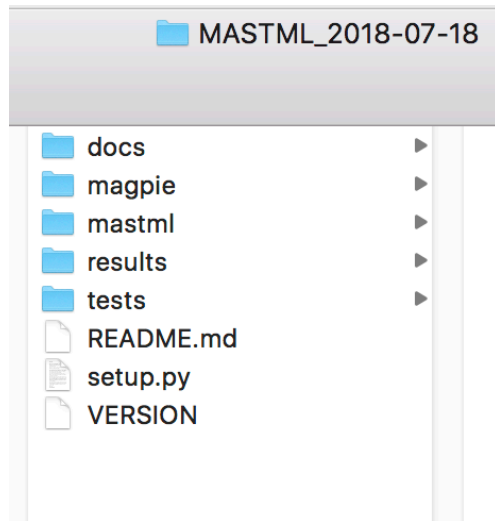 MASTML_2018-07-18
docs
magpie
mastml
results
tests
README.md
setup.py
VERSION